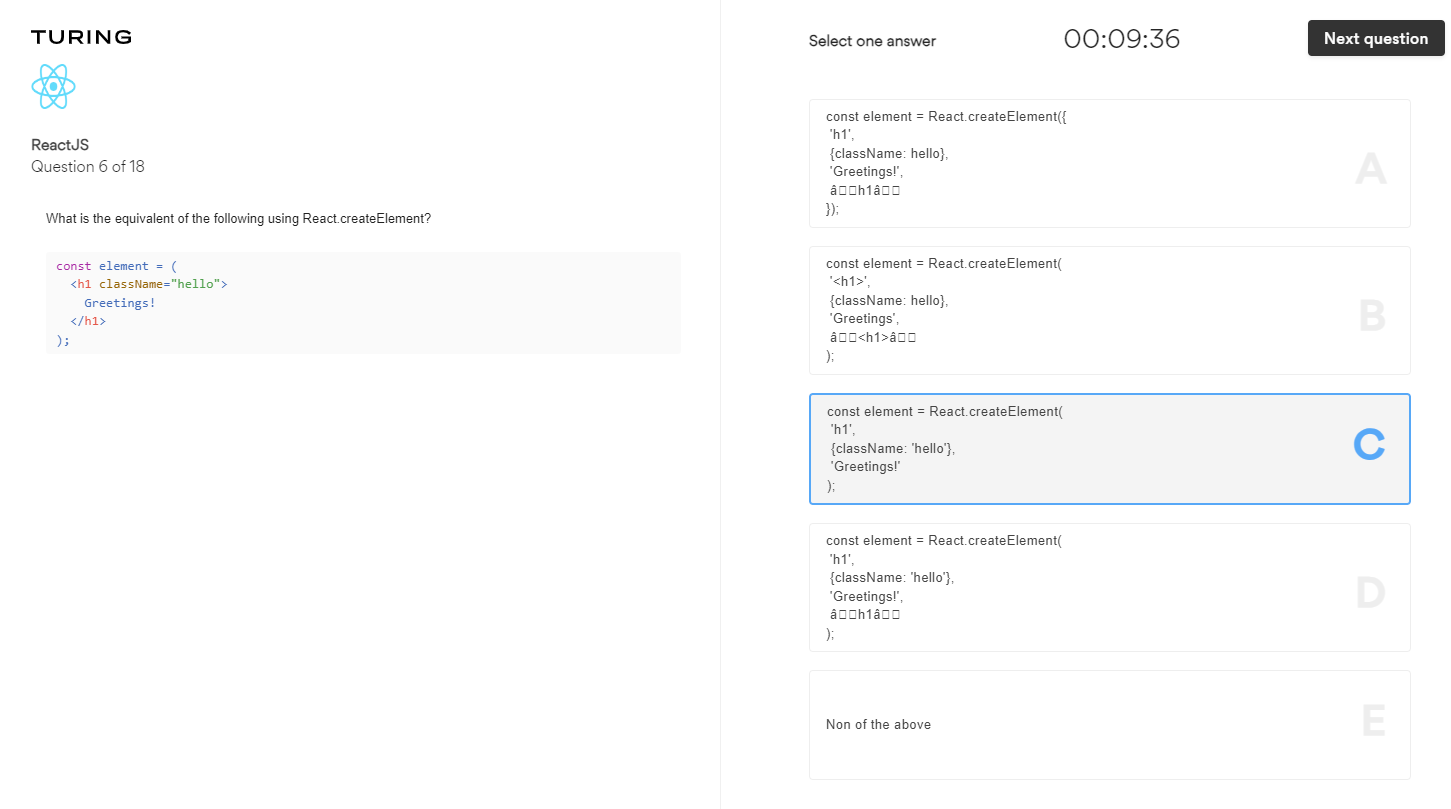 TURING
ReactJS
Question 6 of 18
What is the equivalent of the following using React.createElement?
const element = (
<h1 className="hello">
Greetings!
</h1>
);
Select one answer
00:09:36
Next question
const element = React.createElement({
'h1',
{className: hello},
'Greetings!',
â□□h1â□□
});
A
const element = React.createElement(
'<h1>',
{className: hello},
'Greetings',
â□□<h1>â□□
);
B
const element = React.createElement(
'h1',
{className: 'hello'},
'Greetings!'
);
C
const element = React.createElement(
'h1',
{className: 'hello'},
'Greetings!',
â□□h1â□□
);
D
Non of the above
E